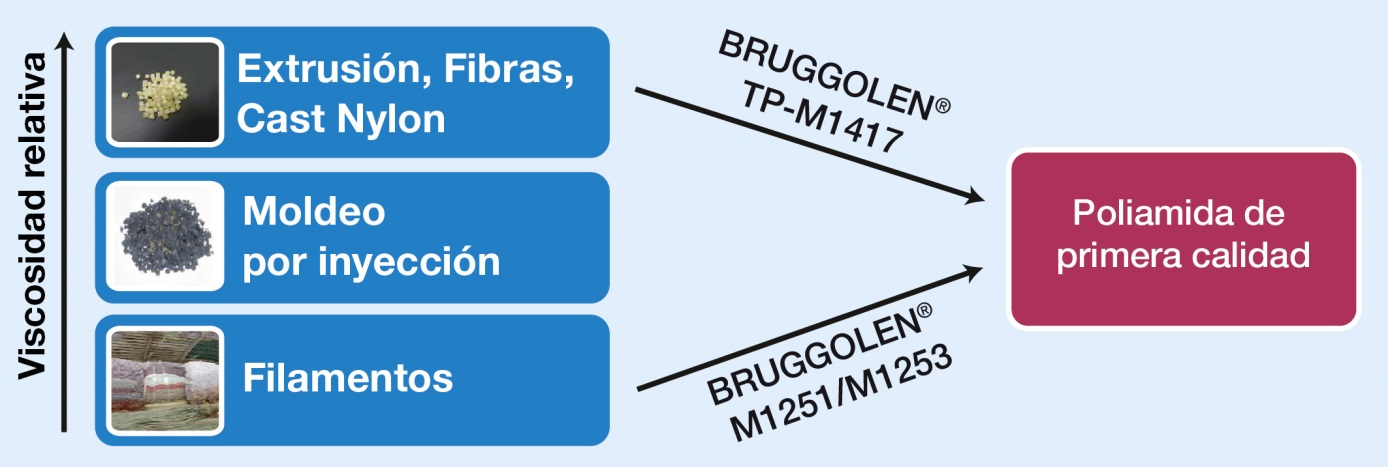 Viscosidad relativa
Extrusión, Fibras,
Cast Nylon
Moldeo
por inyección
Filamentos
BRUGGOLEN®
TP-M1417
BRUGGOLEN®
M1251/M1253
Poliamida de
primera calidad